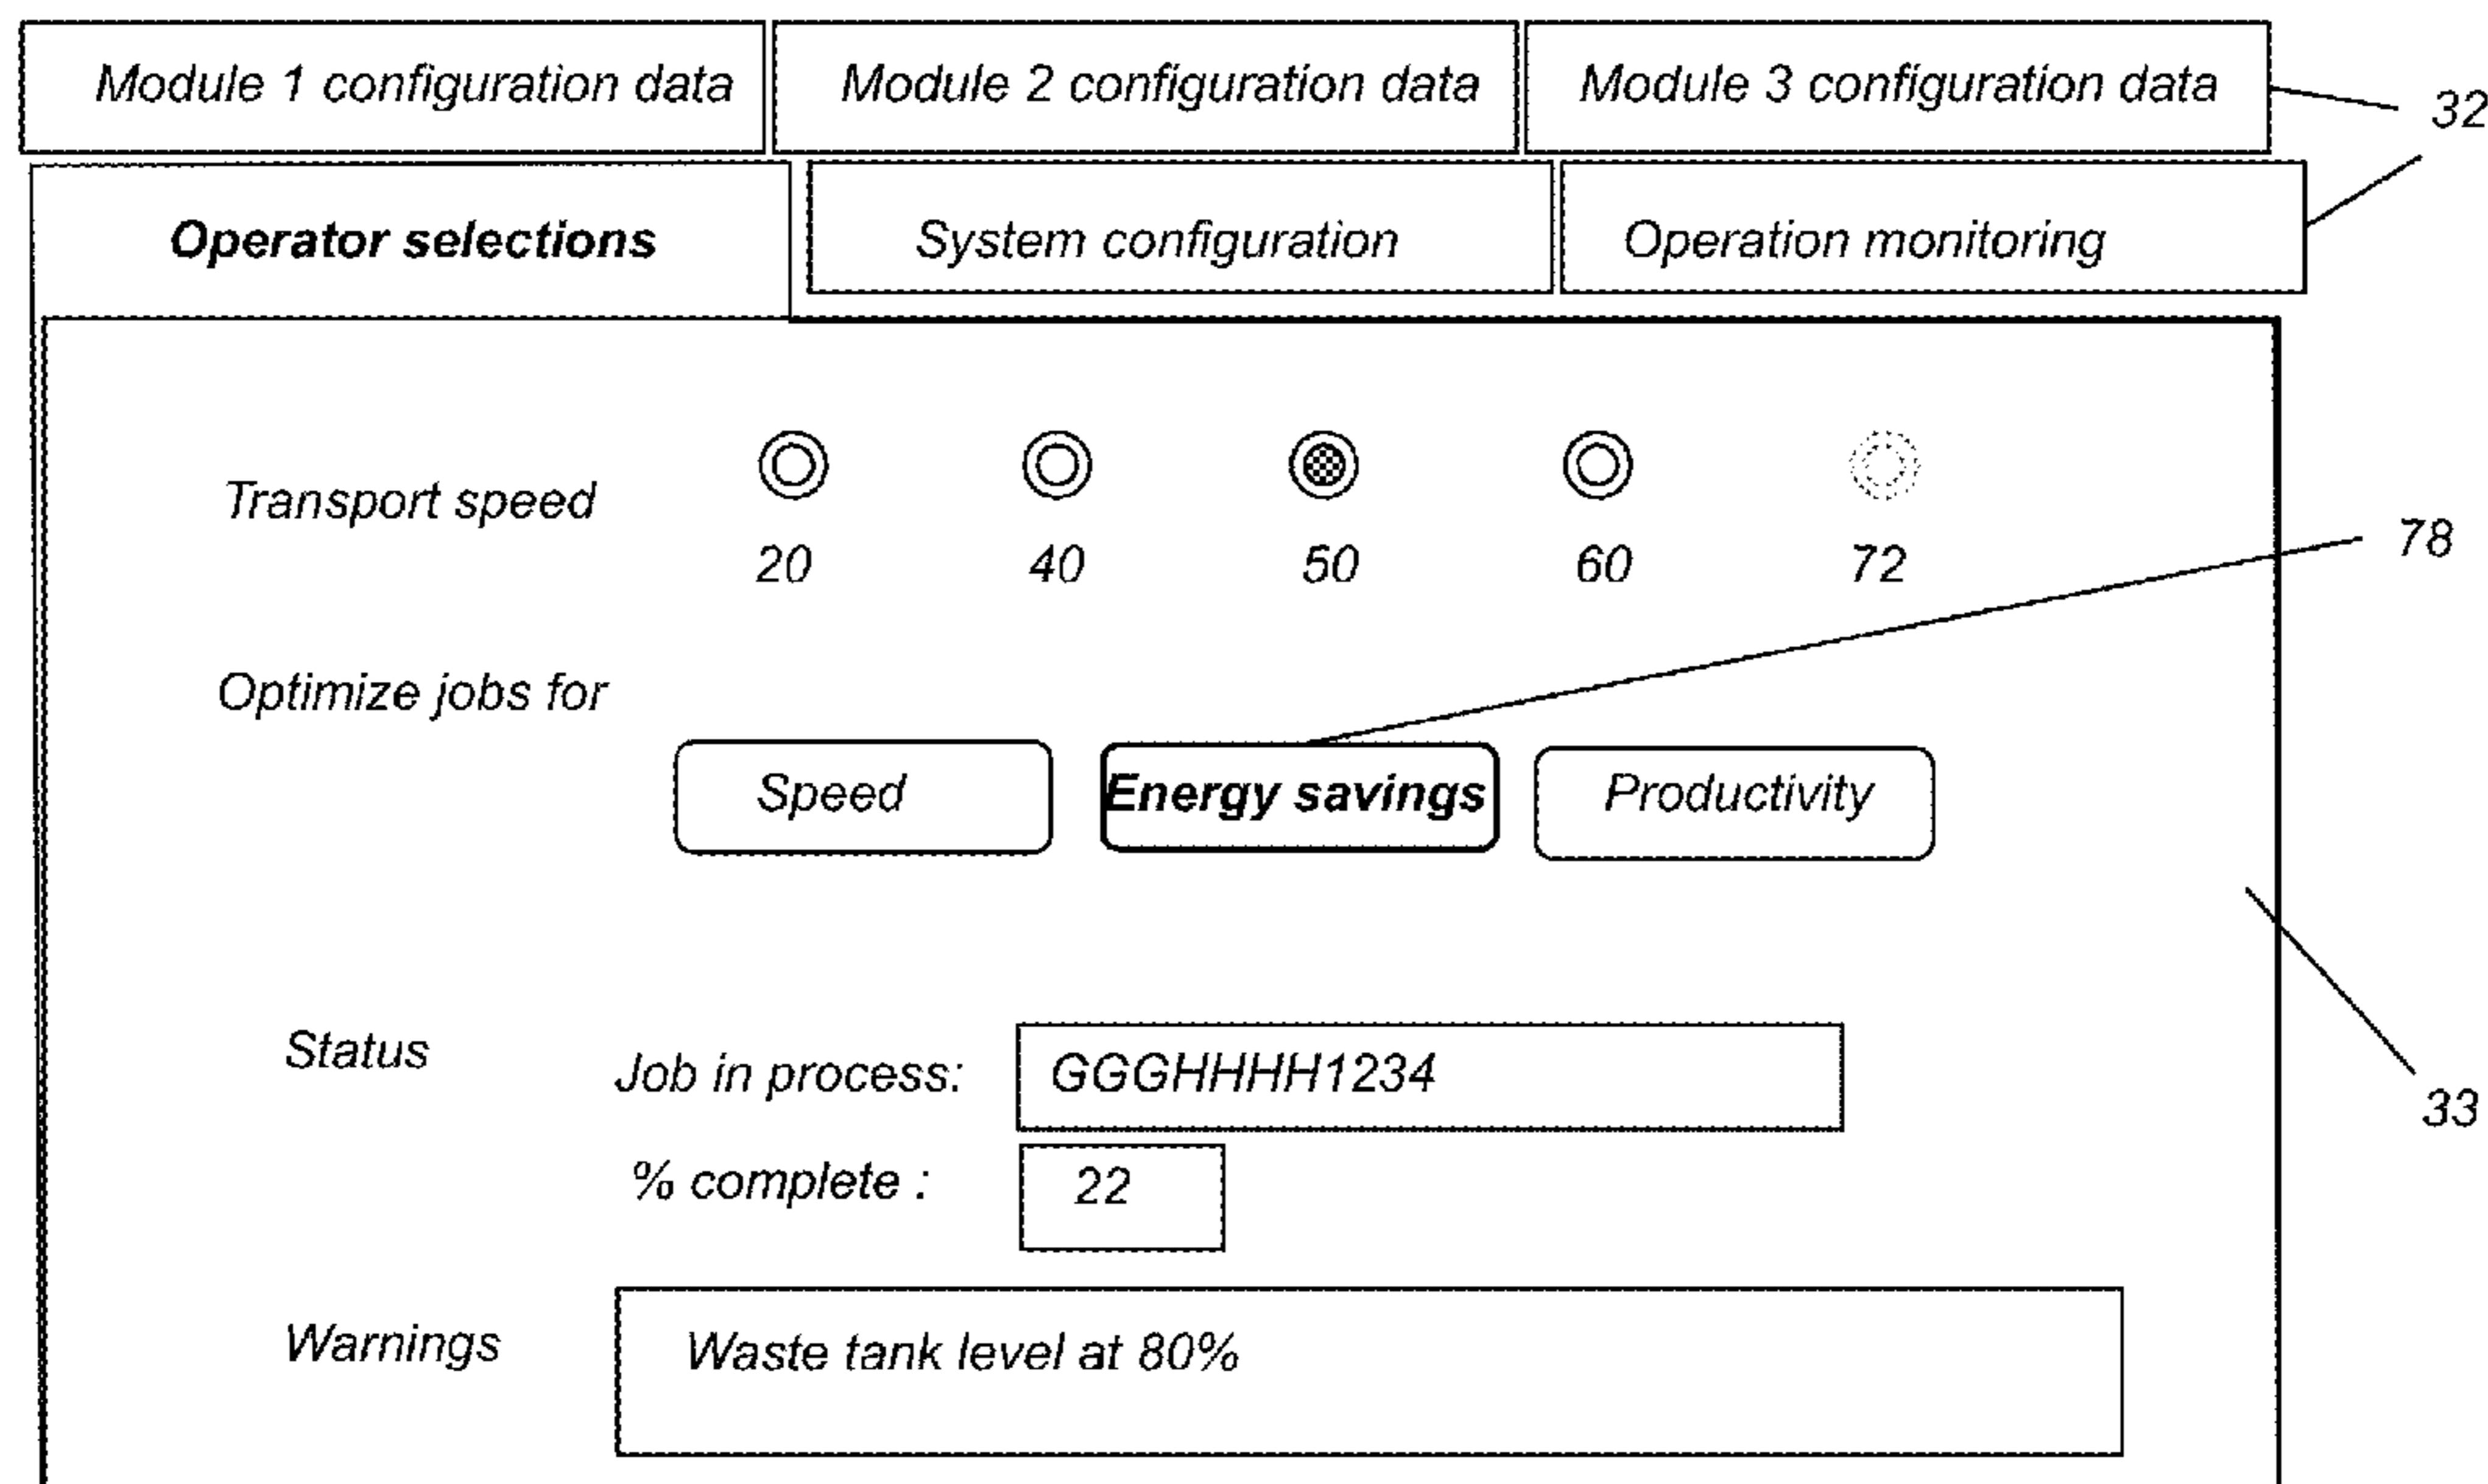 Module 1 configuration data Module 2 configuration data Module 3 configuration data
32
Operator selections System configuration Operation monitoring
Transport speed
20 40 50 60 72
78
Optimize jobs for
Speed Energy savings Productivity
Status
Job in process: GGGHHHH1234
33
% complete : 22
Warnings Waste tank level at 80%